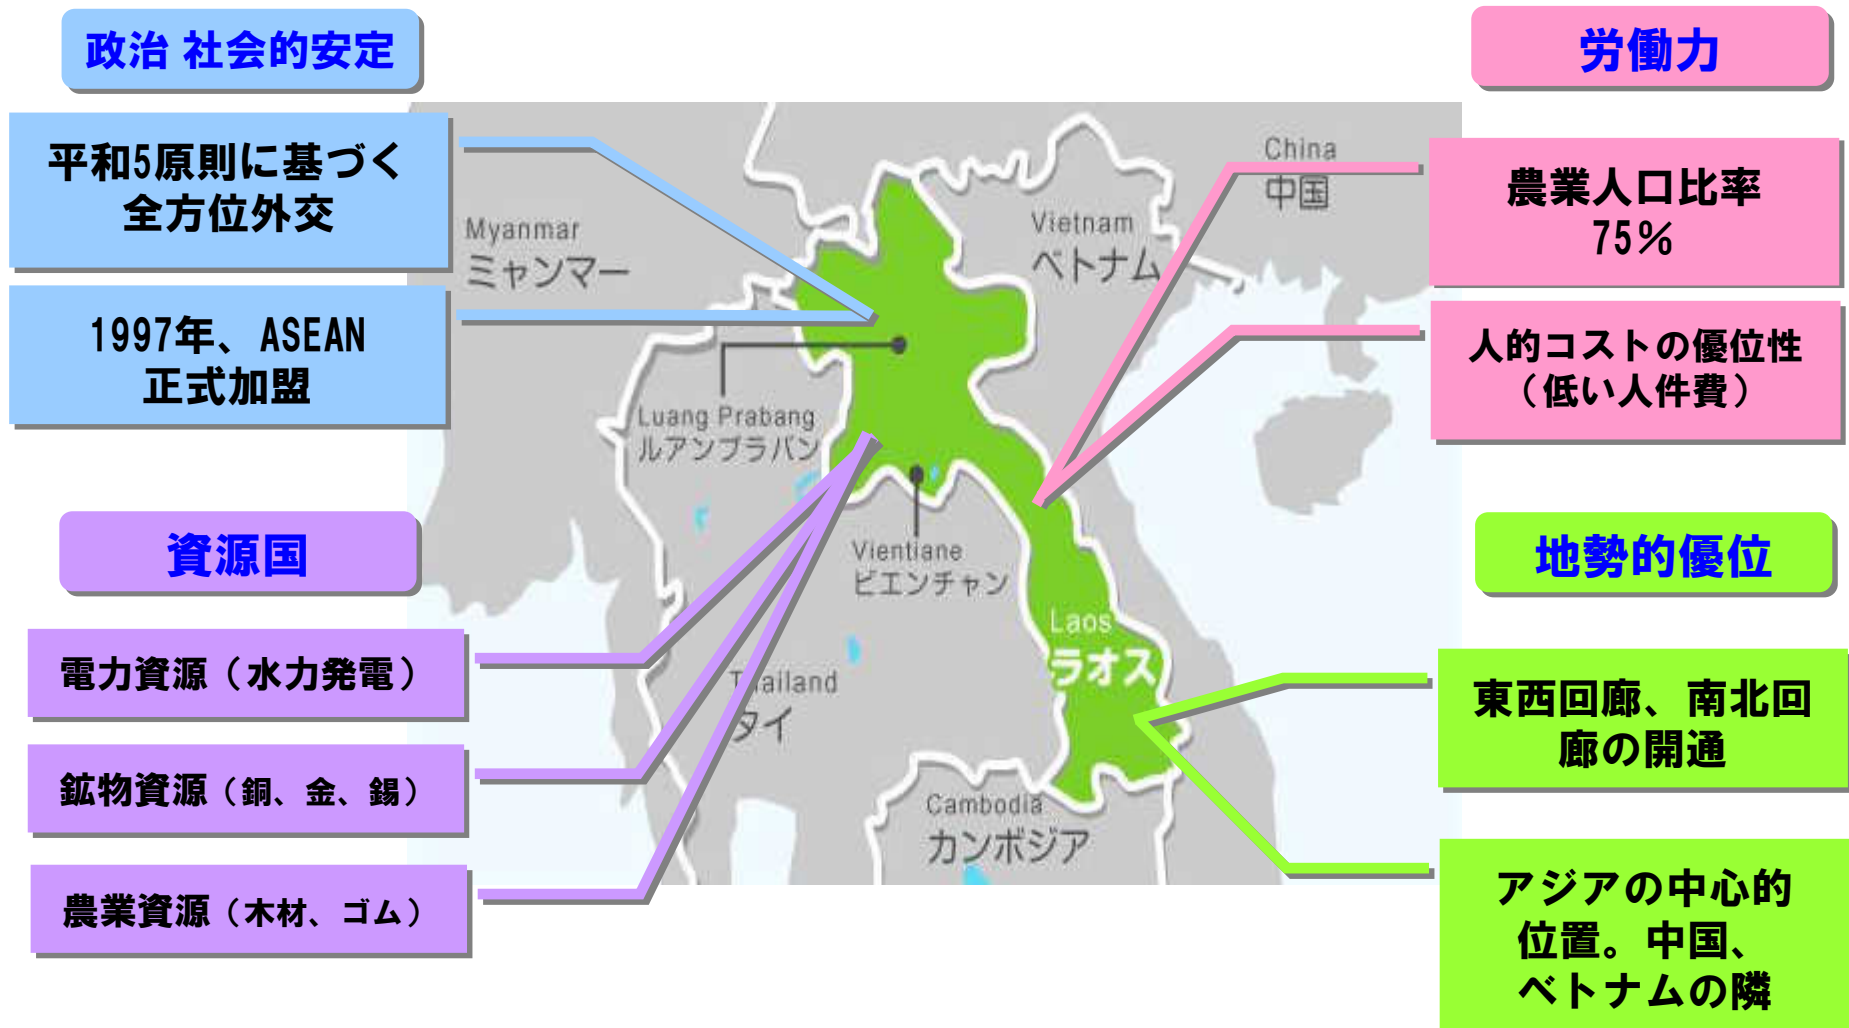 政治 社会的安定
平和5原則に基づく
全方位外交
1997年、ASEAN
正式加盟
資源国
電力資源（水力発電）
鉱物資源（銅、金、錫）
農業資源（木材、ゴム）
Myanmar
ミャンマー
China
中国
Vietnam
ベトナム
Luang Prabang
ルアンプラバン
Vientiane
ビエンチャン
Laos
ラオス
Thailand
タイ
Cambodia
カンボジア
労働力
農業人口比率
75％
人的コストの優位性
（低い人件費）
地勢的優位
東西回廊、南北回
廊の開通
アジアの中心的
位置。中国、
ベトナムの隣